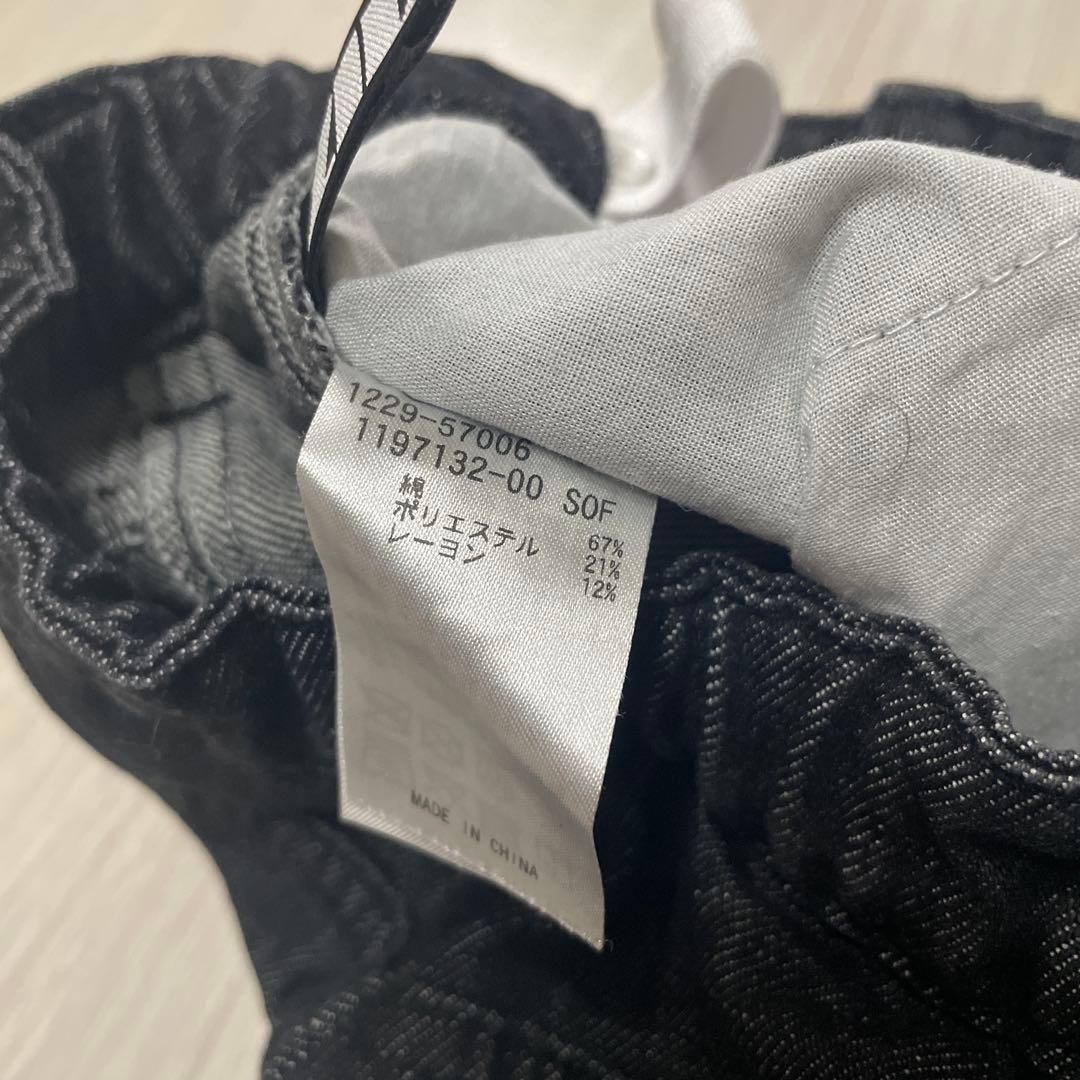 1229-57006
1197132-00 SOF
綿 67%
ポリエステル 21%
レーヨン 12%
MADE IN CHINA